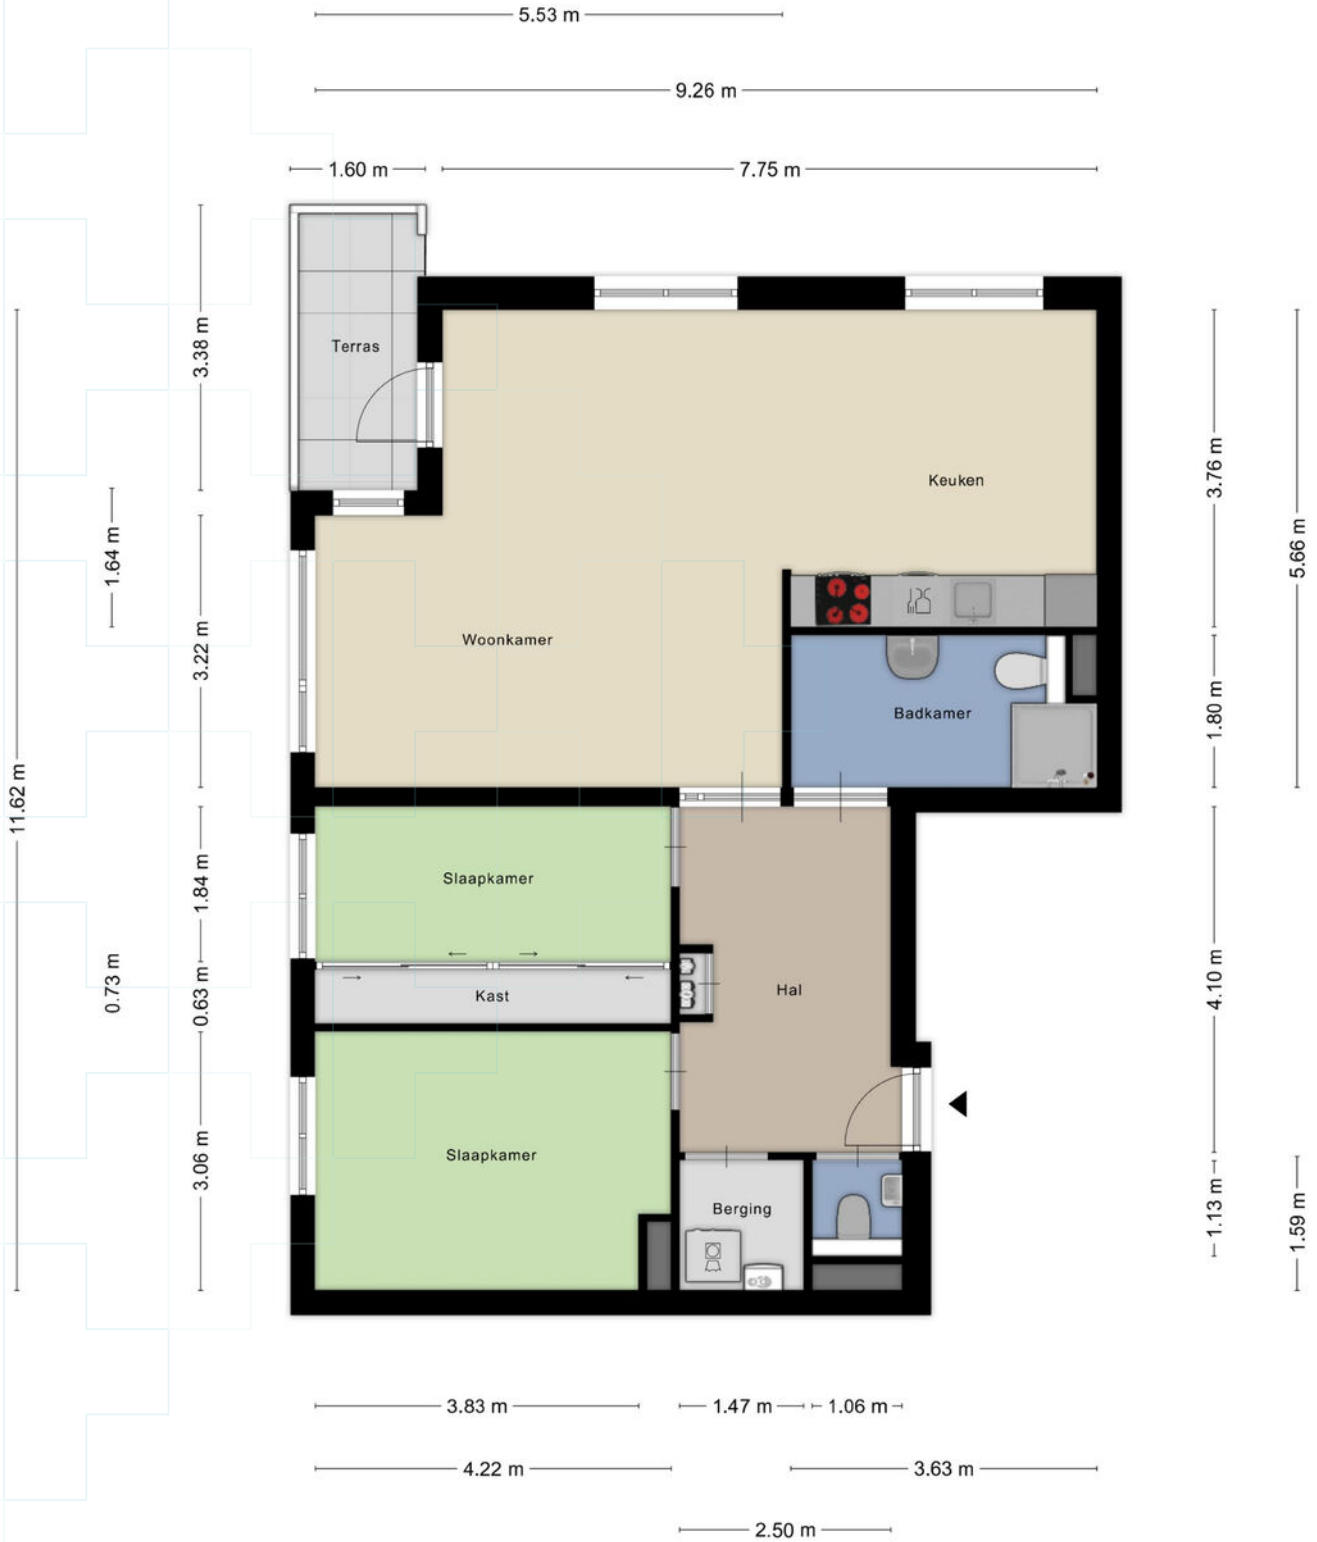 5.53 m
9.26 m
1.60 m
7.75 m
3.38 m
Terras
11.62 m
1.64 m
3.22 m
Keuken
3.76 m
5.66 m
Woonkamer
Badkamer
1.80 m
1.84 m
Slaapkamer
0.73 m
0.63 m
Kast
Hal
4.10 m
3.06 m
Slaapkamer
Berging
1.13 m
1.59 m
3.83 m
1.47 m
1.06 m
4.22 m
3.63 m
2.50 m